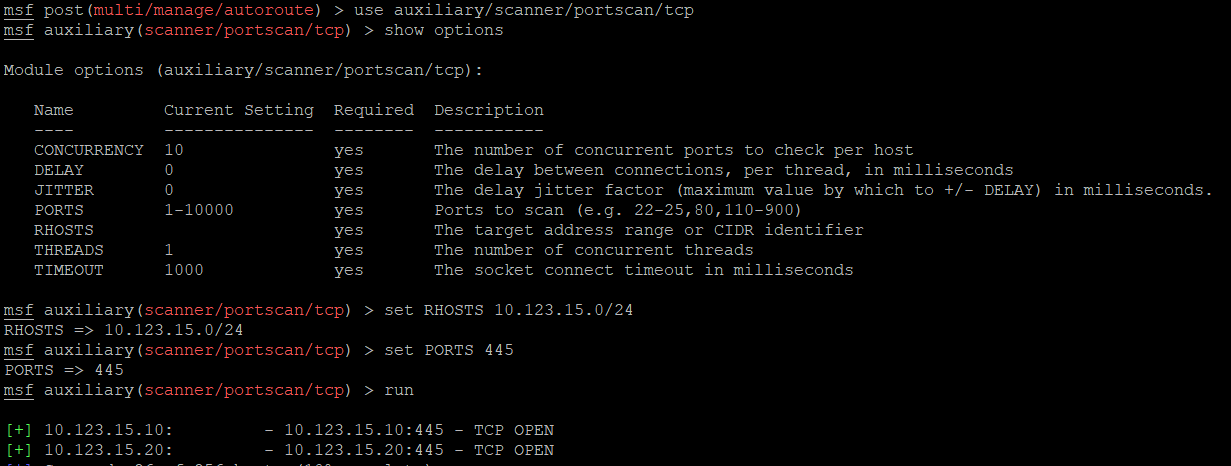 msf post(multi/manage/autoroute) > use auxiliary/scanner/portscan/tcp
msf auxiliary(scanner/portscan/tcp) > show options
Module options (auxiliary/scanner/portscan/tcp):
Name Current Setting Required Description
---- --------------- -------- -----------
CONCURRENCY 10 yes The number of concurrent ports to check per host
DELAY 0 yes The delay between connections, per thread, in milliseconds
JITTER 0 yes The delay jitter factor (maximum value by which to +/- DELAY) in milliseconds.
PORTS 1-10000 yes Ports to scan (e.g. 22-25,80,110-900)
RHOSTS yes The target address range or CIDR identifier
THREADS 1 yes The number of concurrent threads
TIMEOUT 1000 yes The socket connect timeout in milliseconds
msf auxiliary(scanner/portscan/tcp) > set RHOSTS 10.123.15.0/24
RHOSTS => 10.123.15.0/24
msf auxiliary(scanner/portscan/tcp) > set PORTS 445
PORTS => 445
msf auxiliary(scanner/portscan/tcp) > run
[+] 10.123.15.10: - 10.123.15.10:445 - TCP OPEN
[+] 10.123.15.20: - 10.123.15.20:445 - TCP OPEN